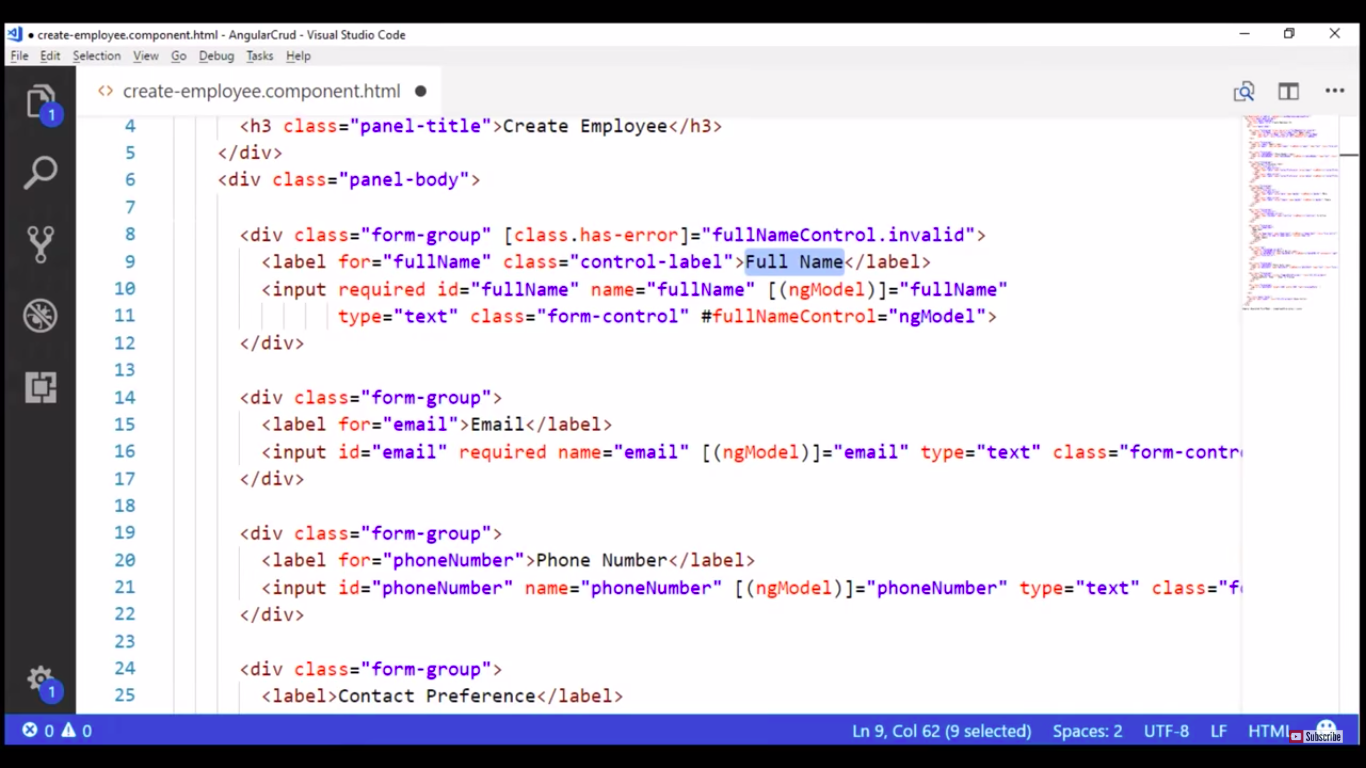 ● create-employee.component.html - AngularCrud - Visual Studio Code
File Edit Selection View Go Debug Tasks Help
1
<> create-employee.component.html ●
4 <h3 class="panel-title">Create Employee</h3>
5 </div>
6 <div class="panel-body">
7
8 <div class="form-group" [class.has-error]="fullNameControl.invalid">
9 <label for="fullName" class="control-label">Full Name</label>
10 <input required id="fullName" name="fullName" [(ngModel)]="fullName"
11 type="text" class="form-control" #fullNameControl="ngModel">
12 </div>
13
14 <div class="form-group">
15 <label for="email">Email</label>
16 <input id="email" required name="email" [(ngModel)]="email" type="text" class="form-contr
17 </div>
18
19 <div class="form-group">
20 <label for="phoneNumber">Phone Number</label>
21 <input id="phoneNumber" name="phoneNumber" [(ngModel)]="phoneNumber" type="text" class="f
22 </div>
23
24 <div class="form-group">
25 <label>Contact Preference</label>
1
0 0 Ln 9, Col 62 (9 selected) Spaces: 2 UTF-8 LF HTML
Subscribe